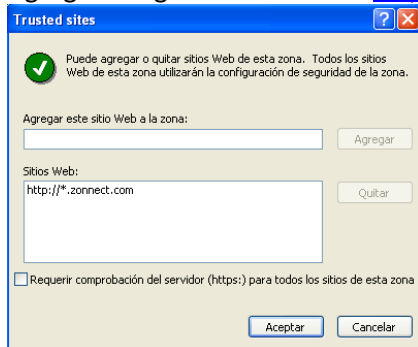 Trusted sites
Puede agregar o quitar sitios Web de esta zona. Todos los sitios
Web de esta zona utilizarán la configuración de seguridad de la zona.
Agregar este sitio Web a la zona:
Agregar
Sitios Web:
http://*.zonnect.com
Quitar
Requerir comprobación del servidor (https:) para todos los sitios de esta zona
Aceptar
Cancelar